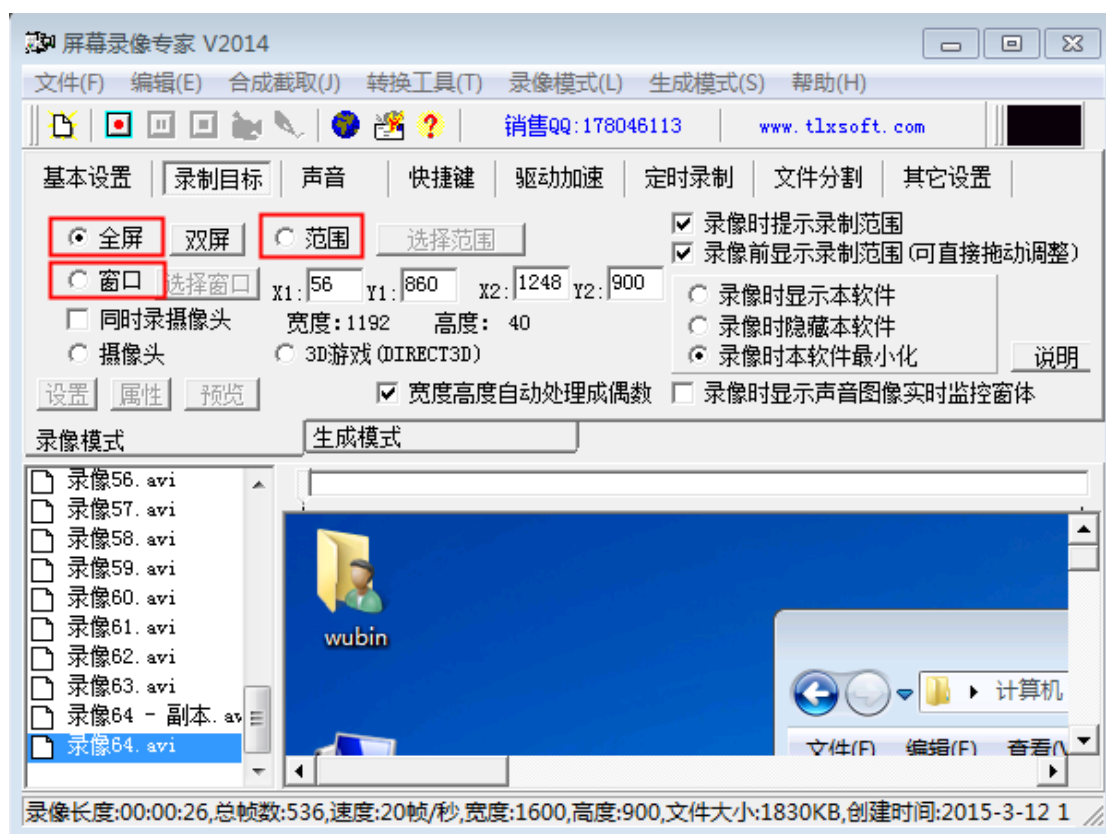 屏幕录像专家 V2014
文件(F) 编辑(E) 合成截取(J) 转换工具(T) 录像模式(L) 生成模式(S) 帮助(H)
销售QQ:178046113 www.tlxsoft.com
基本设置 录制目标 声音 快捷键 驱动加速 定时录制 文件分割 其它设置
全屏 双屏 范围 选择范围 录像时提示录制范围
录像前显示录制范围(可直接拖动调整)
窗口 选择窗口 X1:56 Y1:860 X2:1248 Y2:900 录像时显示本软件
同时录摄像头 宽度:1192 高度: 40 录像时隐藏本软件
摄像头 3D游戏(DIRECT3D) 录像时本软件最小化 说明
设置 属性 预览 宽度高度自动处理成偶数 录像时显示声音图像实时监控窗体
录像模式 生成模式
录像56.avi
录像57.avi
录像58.avi
录像59.avi
录像60.avi
录像61.avi
录像62.avi
录像63.avi
录像64 - 副本.av
录像64.avi
wubin
计算机
文件(F) 编辑(E) 查看(V
录像长度:00:00:26,总帧数:536,速度:20帧/秒,宽度:1600,高度:900,文件大小:1830KB,创建时间:2015-3-12 1